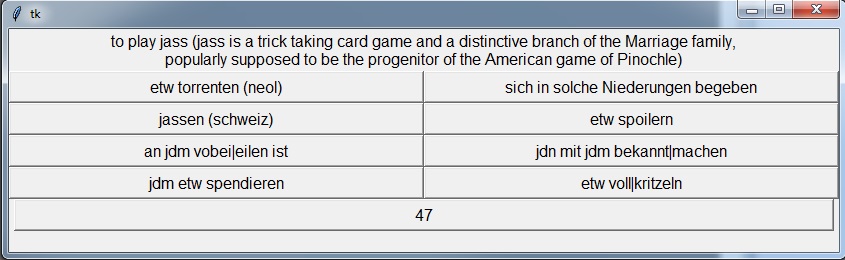 tk
to play jass (jass is a trick taking card game and a distinctive branch of the Marriage family,
popularly supposed to be the progenitor of the American game of Pinochle)
etw torrenten (neol)
sich in solche Niederungen begeben
jassen (schweiz)
etw spoilern
an jdm vobei|eilen ist
jdn mit jdm bekannt|machen
jdm etw spendieren
etw voll|kritzeln
47